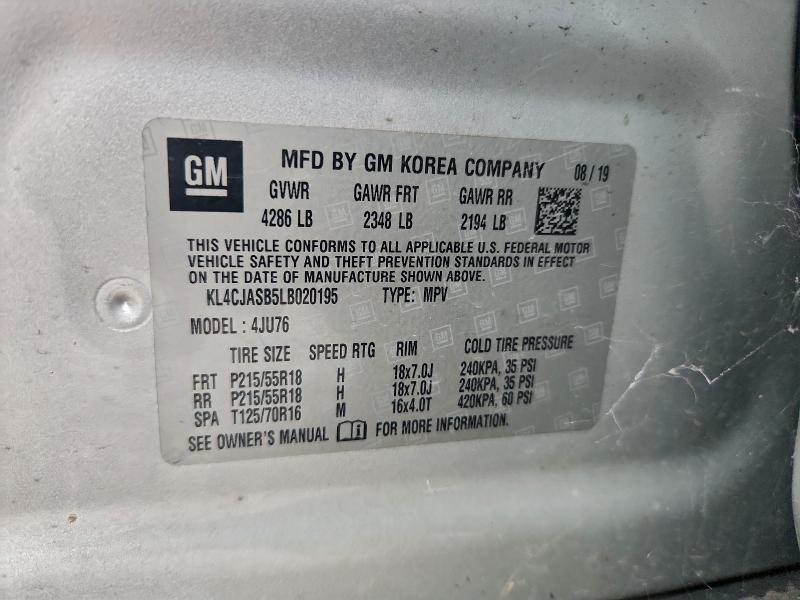 GM MFD BY GM KOREA COMPANY 08 / 19
GVWR GAWR FRT GAWR RR
4286 LB 2348 LB 2194 LB
THIS VEHICLE CONFORMS TO ALL APPLICABLE U.S. FEDERAL MOTOR
VEHICLE SAFETY AND THEFT PREVENTION STANDARDS IN EFFECT
ON THE DATE OF MANUFACTURE SHOWN ABOVE.
KL4CJASB5LB020195 TYPE: MPV
MODEL : 4JU76
TIRE SIZE SPEED RTG RIM COLD TIRE PRESSURE
FRT P215/55R18 H 18x7.0J 240KPA, 35 PSI
RR P215/55R18 H 18x7.0J 240KPA, 35 PSI
SPA T125/70R16 M 16x4.0T 420KPA, 60 PSI
SEE OWNER'S MANUAL FOR MORE INFORMATION.